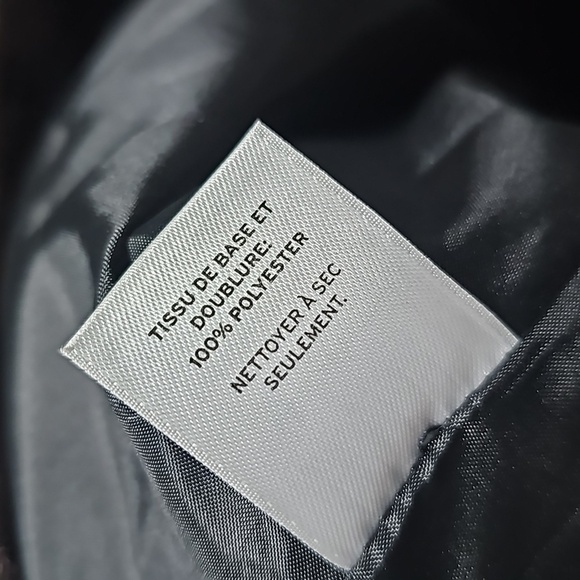 TISSU DE BASE ET
DOUBLURE:
100% POLYESTER
NETTOYER À SEC
SEULEMENT.